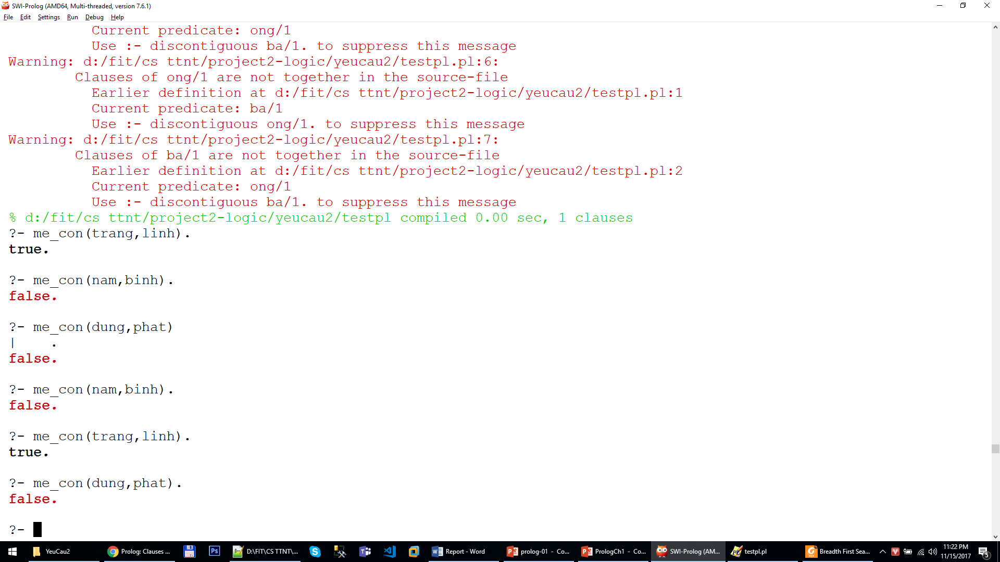 SWI-Prolog (AMD64, Multi-threaded, version 7.6.1)
File Edit Settings Run Debug Help
Current predicate: ong/1
Use :- discontiguous ba/1. to suppress this message
Warning: d:/fit/cs ttnt/project2-logic/yeucau2/testpl.pl:6:
Clauses of ong/1 are not together in the source-file
Earlier definition at d:/fit/cs ttnt/project2-logic/yeucau2/testpl.pl:1
Current predicate: ba/1
Use :- discontiguous ong/1. to suppress this message
Warning: d:/fit/cs ttnt/project2-logic/yeucau2/testpl.pl:7:
Clauses of ba/1 are not together in the source-file
Earlier definition at d:/fit/cs ttnt/project2-logic/yeucau2/testpl.pl:2
Current predicate: ong/1
Use :- discontiguous ba/1. to suppress this message
% d:/fit/cs ttnt/project2-logic/yeucau2/testpl compiled 0.00 sec, 1 clauses
?- me_con(trang,linh).
true.
?- me_con(nam,binh).
false.
?- me_con(dung,phat)
|    .
false.
?- me_con(nam,binh).
false.
?- me_con(trang,linh).
true.
?- me_con(dung,phat).
false.
?-
YeuCau2 Prolog: Clauses ... Ps D:\FIT\CS TTNT\... Report - Word prolog-01 - Co... PrologCh1 - Co... SWI-Prolog (AM... testpl.pl Breadth First Sea... 11:22 PM
11/15/2017 5